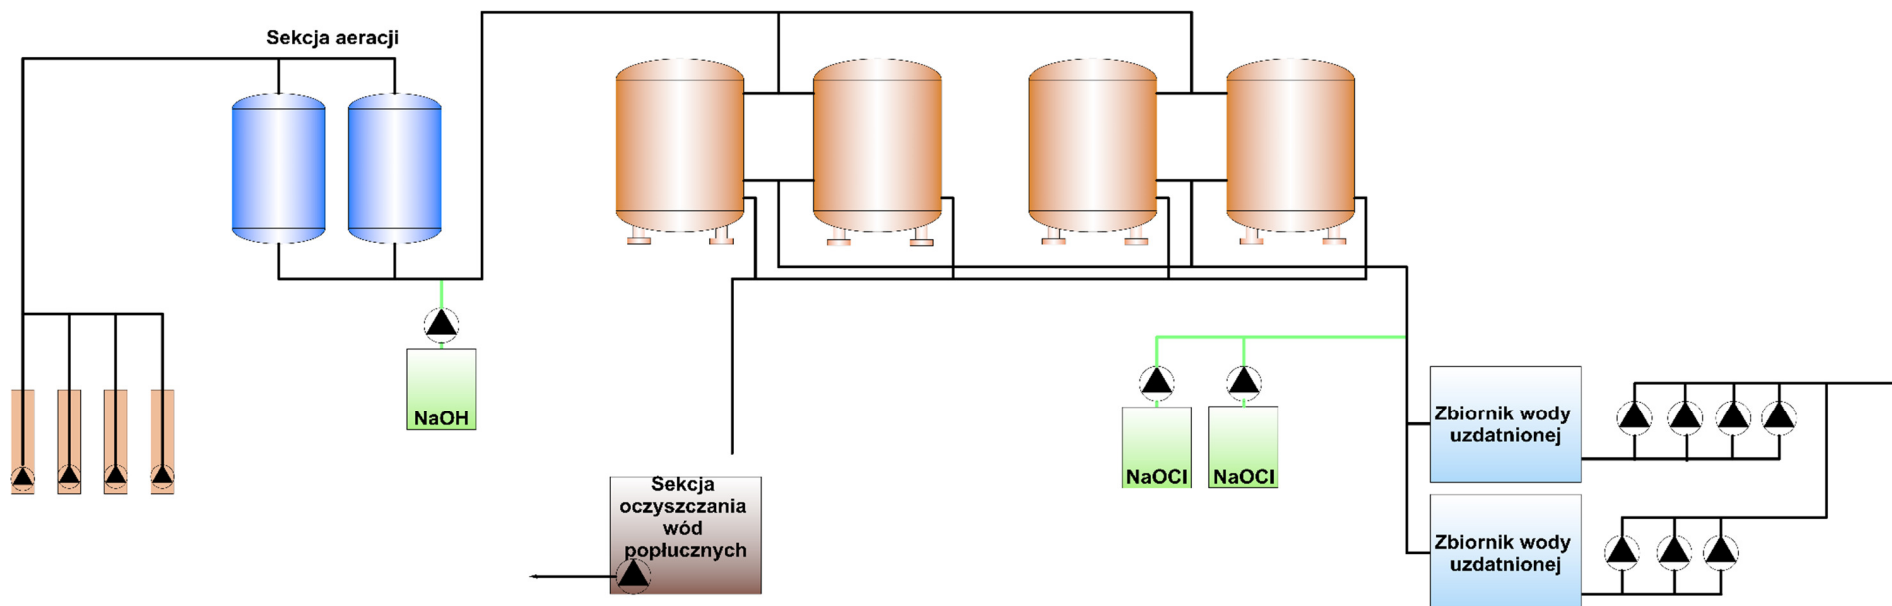 Sekcja aeracji
NaOH
Sekcja
oczyszczania
wód
popłucznych
NaOCl
NaOCl
Zbiornik wody
uzdatnionej
Zbiornik wody
uzdatnionej